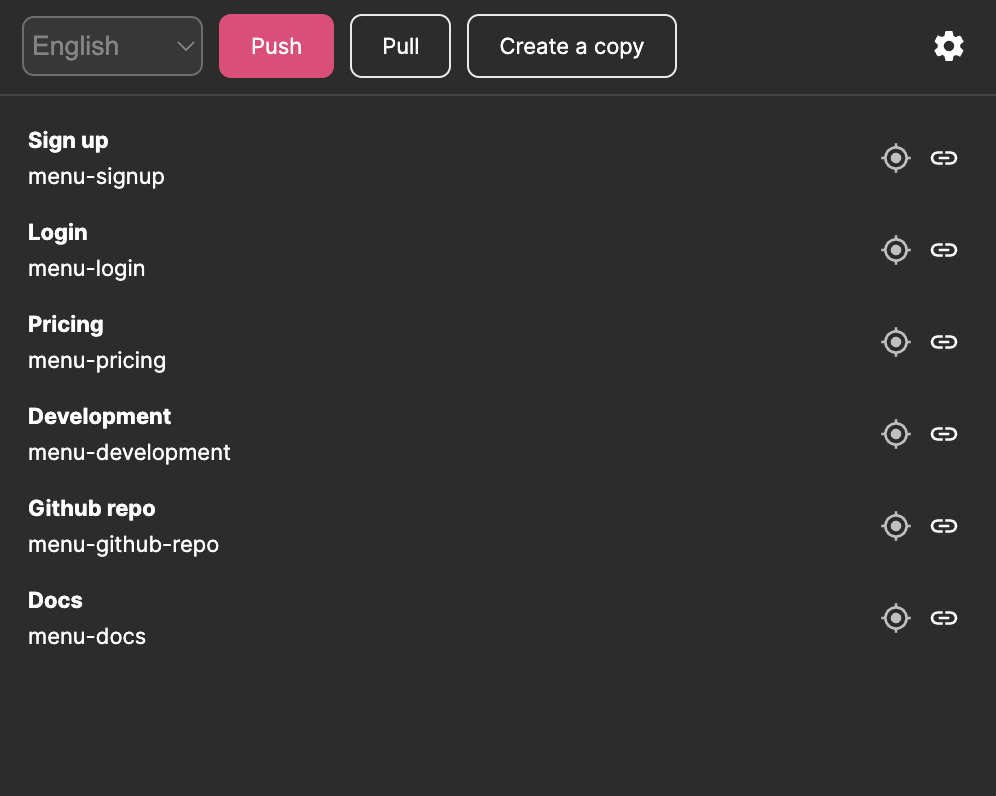 English
Push
Pull
Create a copy
Sign up
menu-signup
Login
menu-login
Pricing
menu-pricing
Development
menu-development
Github repo
menu-github-repo
Docs
menu-docs